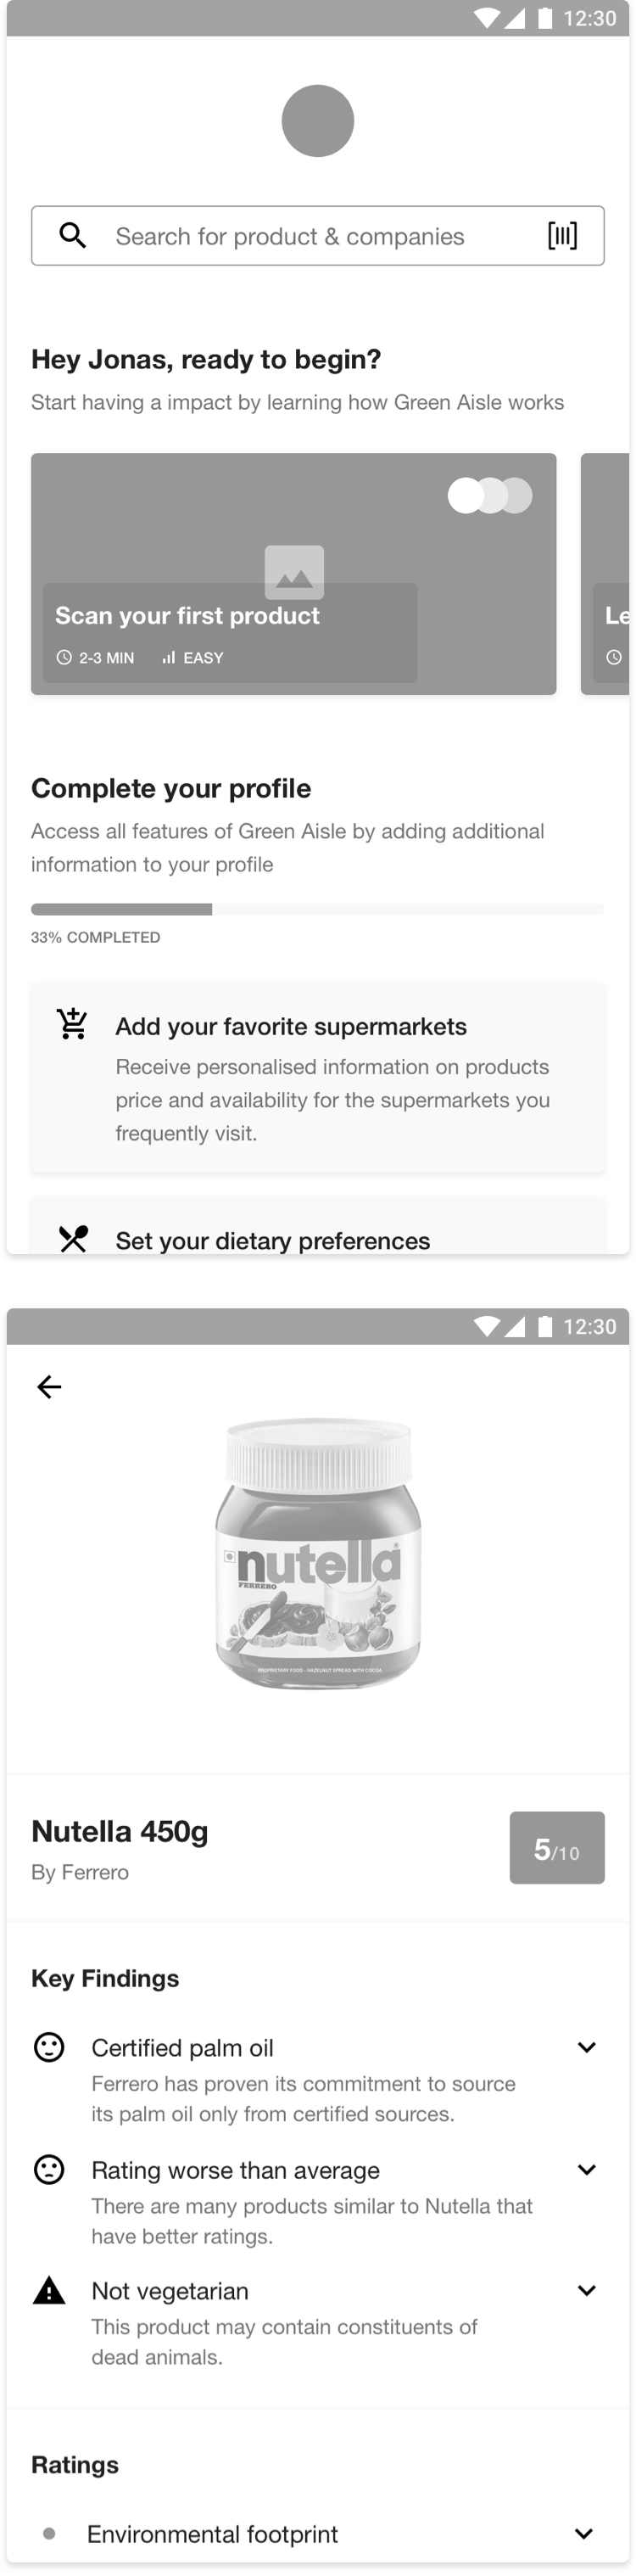 12:30
Search for product & companies
Hey Jonas, ready to begin?
Start having a impact by learning how Green Aisle works
Scan your first product
2-3 MIN EASY
Le
Complete your profile
Access all features of Green Aisle by adding additional
information to your profile
33% COMPLETED
Add your favorite supermarkets
Receive personalised information on products
price and availability for the supermarkets you
frequently visit.
Set your dietary preferences
12:30
nutella
FERRERO
PROPRIETARY FOOD - HAZELNUT SPREAD WITH COCOA
Nutella 450g
5/10
By Ferrero
Key Findings
Certified palm oil
Ferrero has proven its commitment to source
its palm oil only from certified sources.
Rating worse than average
There are many products similar to Nutella that
have better ratings.
Not vegetarian
This product may contain constituents of
dead animals.
Ratings
Environmental footprint